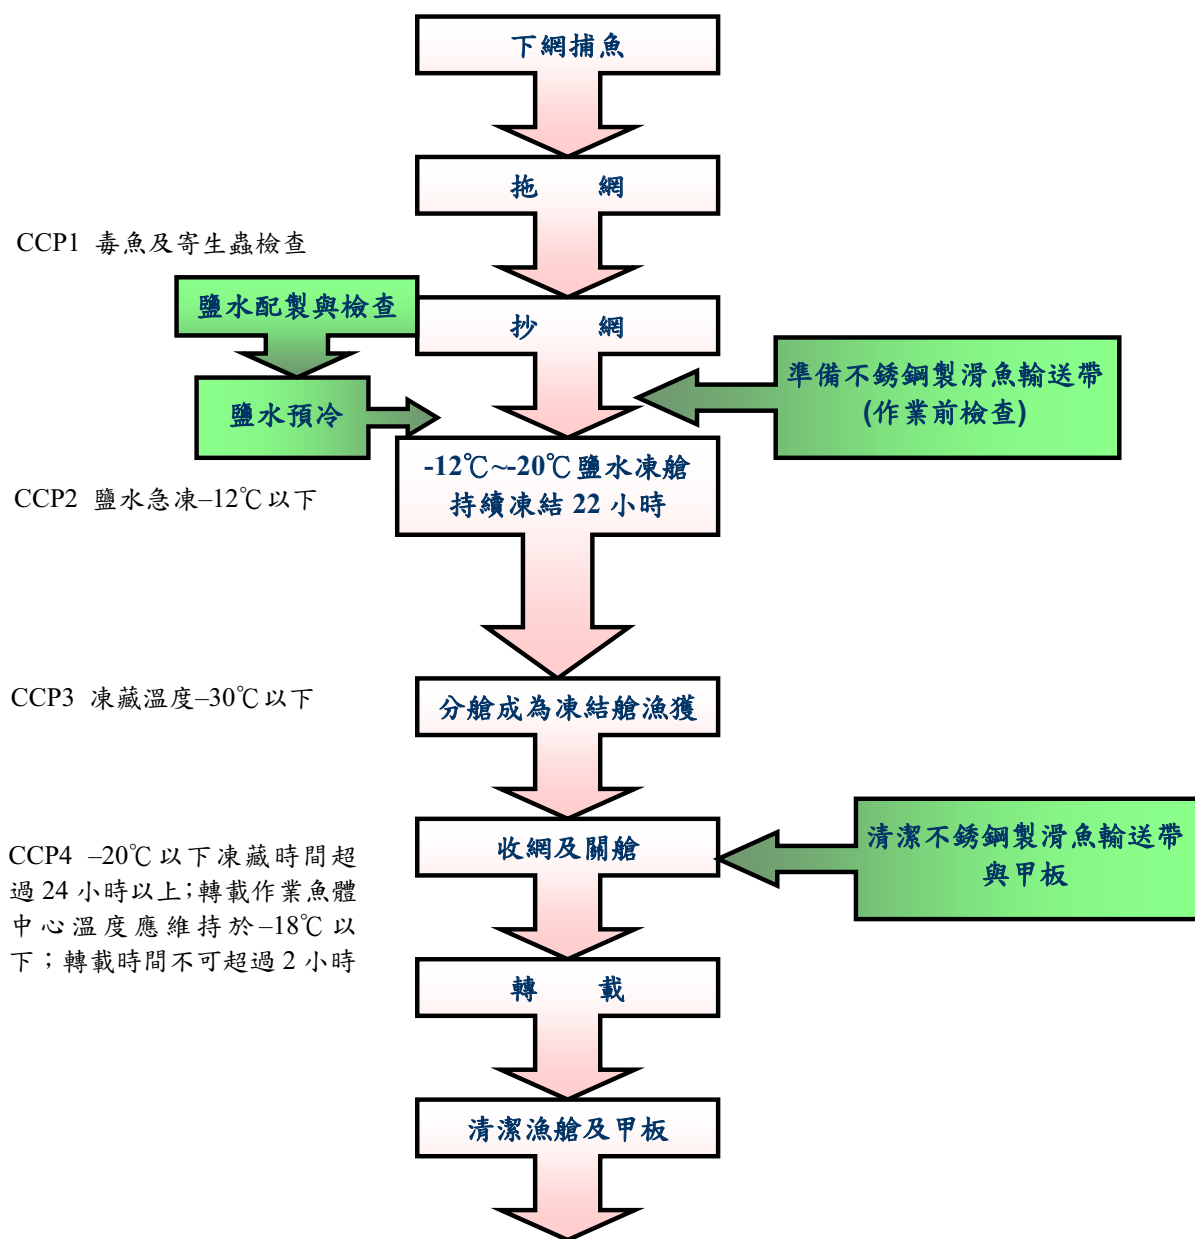 下網捕魚
拖 網
CCP1 毒魚及寄生蟲檢查
鹽水配製與檢查
抄 網
準備不銹鋼製滑魚輸送帶
(作業前檢查)
鹽水預冷
-12℃~-20℃鹽水凍艙
持續凍結 22 小時
CCP2 鹽水急凍–12℃以下
CCP3 凍藏溫度–30℃以下
分艙成為凍結艙漁獲
收網及關艙
清潔不銹鋼製滑魚輸送帶
與甲板
CCP4 –20℃以下凍藏時間超
過 24 小時以上;轉載作業魚體
中心溫度應維持於–18℃以
下；轉載時間不可超過 2 小時
轉 載
清潔漁艙及甲板